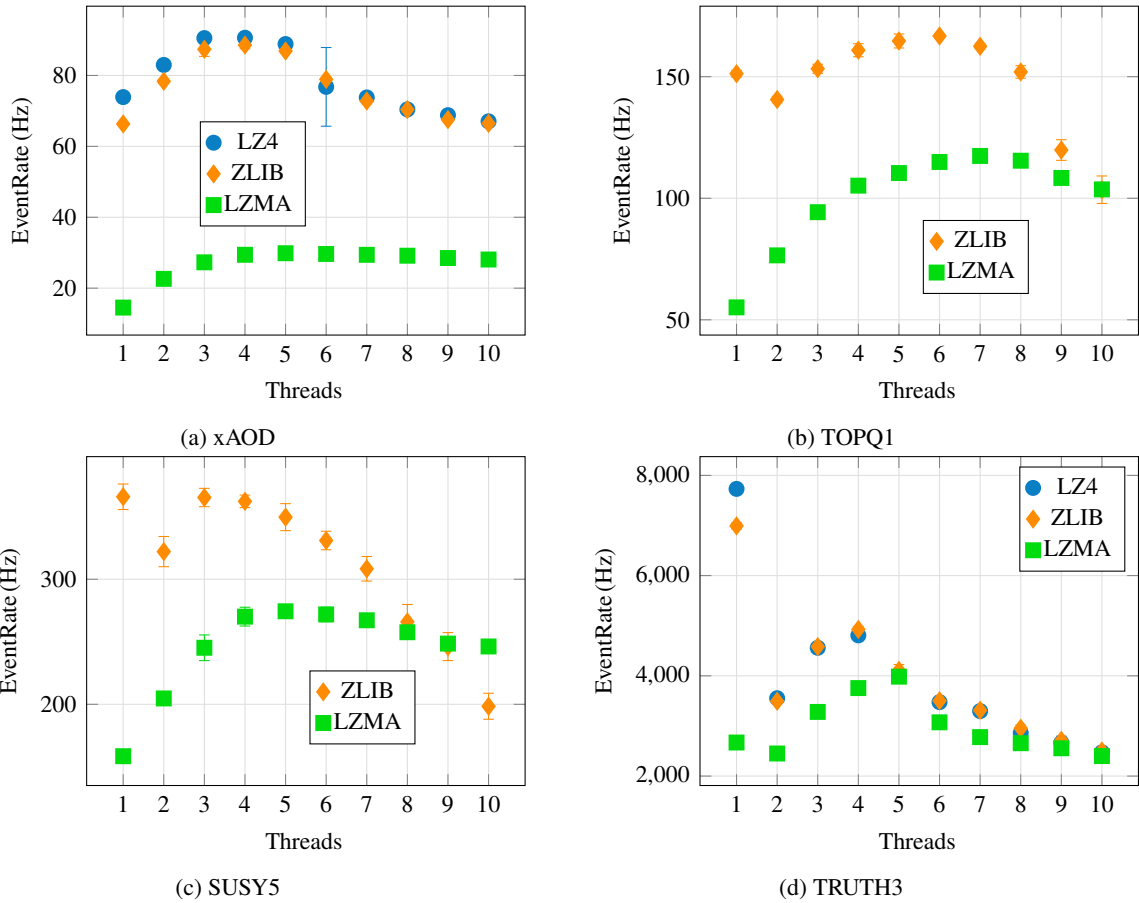 80
60
40
20
EventRate (Hz)
LZ4
ZLIB
LZMA
1 2 3 4 5 6 7 8 9 10
Threads
(a) xAOD
150
100
50
EventRate (Hz)
ZLIB
LZMA
1 2 3 4 5 6 7 8 9 10
Threads
(b) TOPQ1
300
200
EventRate (Hz)
ZLIB
LZMA
1 2 3 4 5 6 7 8 9 10
Threads
(c) SUSY5
8,000
6,000
4,000
2,000
EventRate (Hz)
LZ4
ZLIB
LZMA
1 2 3 4 5 6 7 8 9 10
Threads
(d) TRUTH3